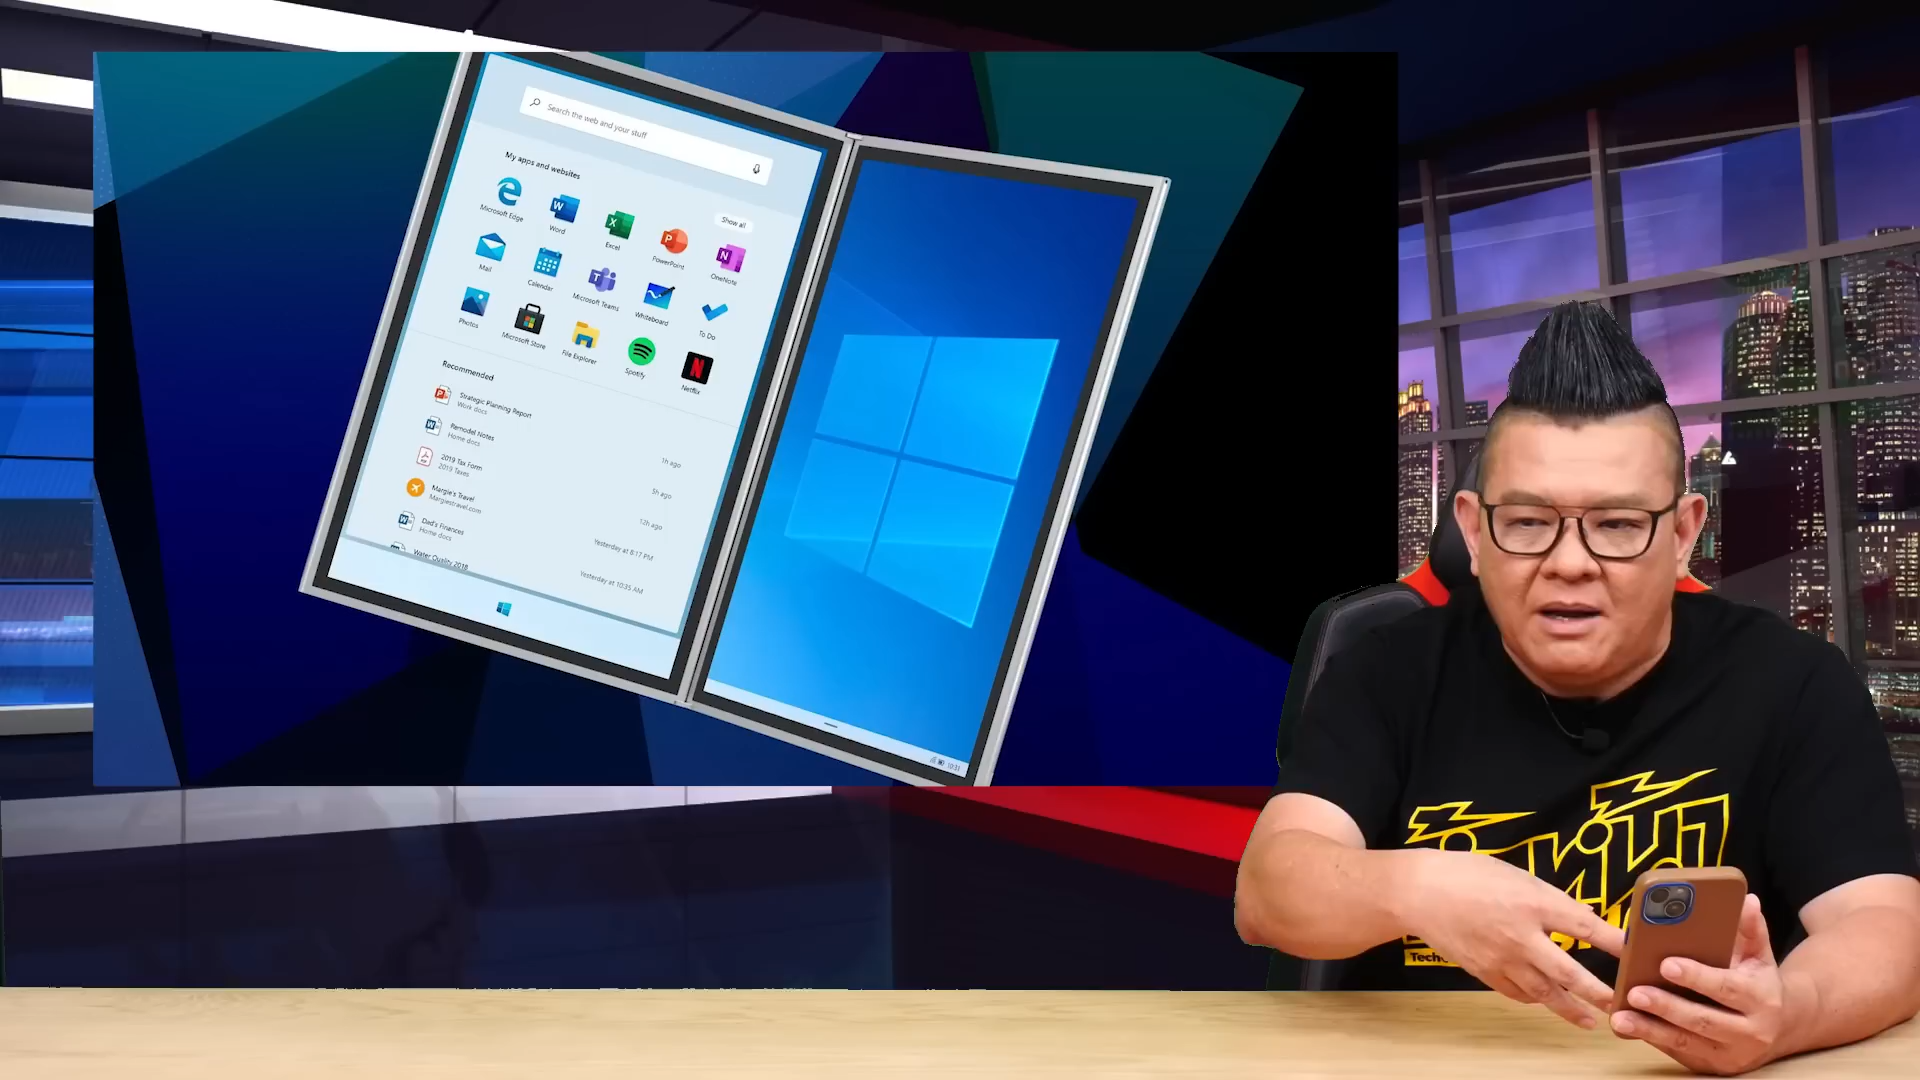 Search the web and your stuff
My apps and websites
Show all
Microsoft Edge
Word
Excel
PowerPoint
OneNote
Mail
Calendar
Microsoft Teams
Whiteboard
To Do
Photos
Microsoft Store
File Explorer
Spotify
Netflix
Recommended
Strategic Planning Report
Work docs
1h ago
Remodel Notes
Home docs
5h ago
2019 Tax Form
2019 Taxes
12h ago
Margie's Travel
Margiestravel.com
Yesterday at 8:17 PM
Dad's Finances
Home docs
Yesterday at 10:35 AM
Water Quality 2018
10:31